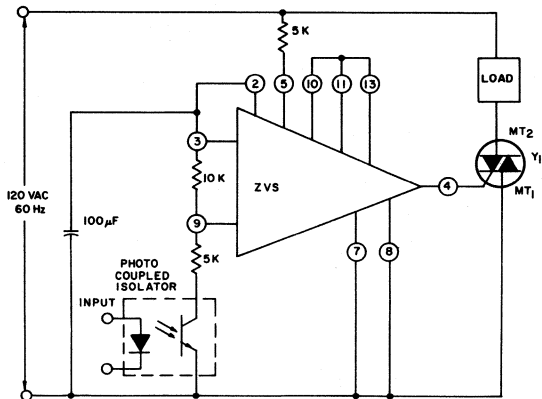 5K
2
5
10
11
13
LOAD
MT2
Y1
MT1
3
120 VAC
60 Hz
10K
ZVS
4
100µF
9
5K
7
8
PHOTO
COUPLED
ISOLATOR
INPUT